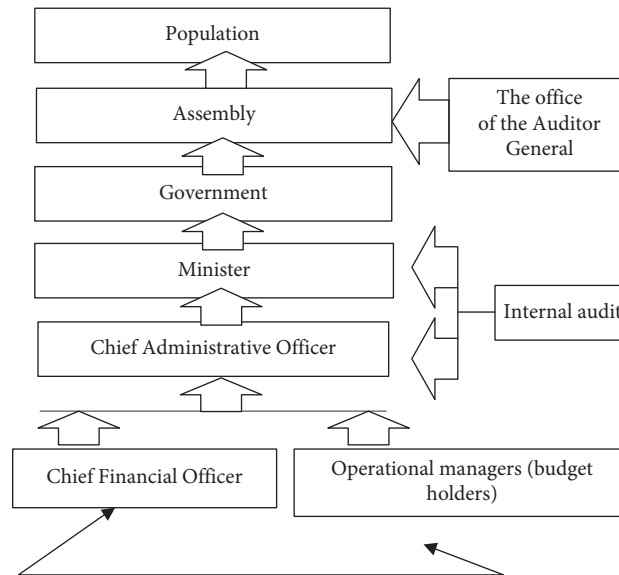 Population
Assembly
The office
of the Auditor
General
Government
Minister
Internal audit
Chief Administrative Officer
Chief Financial Officer
Operational managers (budget
holders)